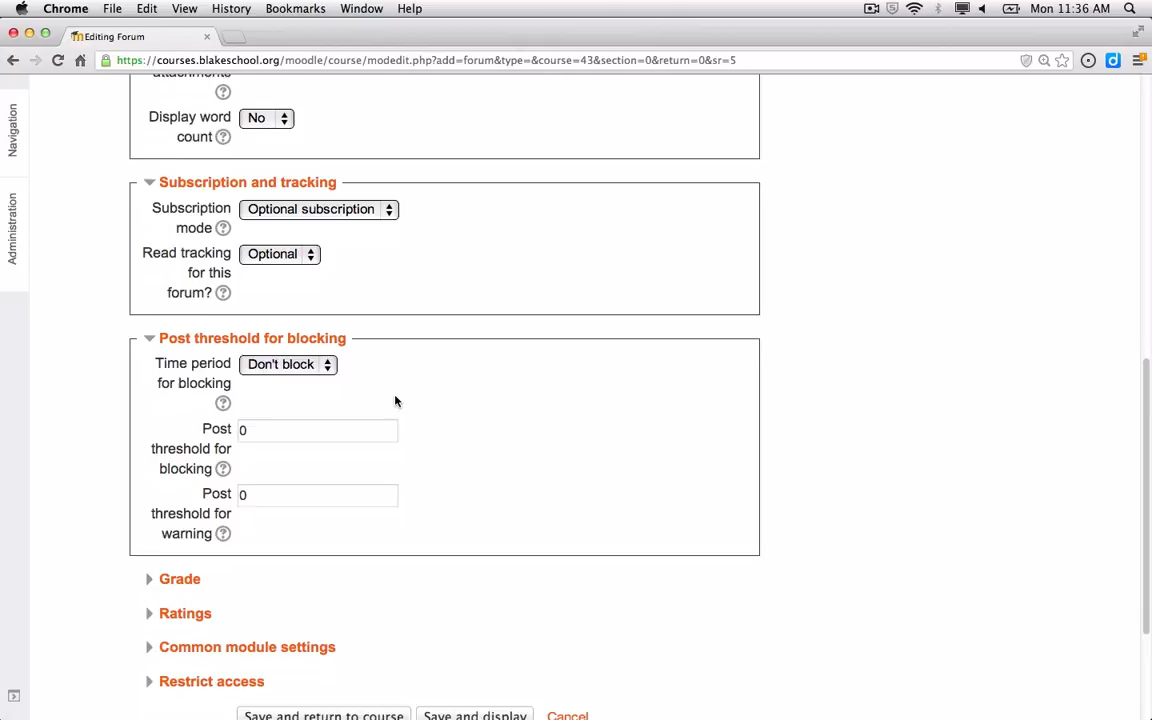 Chrome File Edit View History Bookmarks Window Help Mon 11:36 AM
Editing Forum
https://courses.blakeschool.org/moodle/course/modedit.php?add=forum&type=&course=43&section=0&return=0&sr=5
Navigation
Administration
attachments
Display word
count
No
Subscription and tracking
Subscription
mode
Optional subscription
Read tracking
for this
forum?
Optional
Post threshold for blocking
Time period
for blocking
Don't block
Post
threshold for
blocking
0
Post
threshold for
warning
0
Grade
Ratings
Common module settings
Restrict access
Save and return to course Save and display Cancel